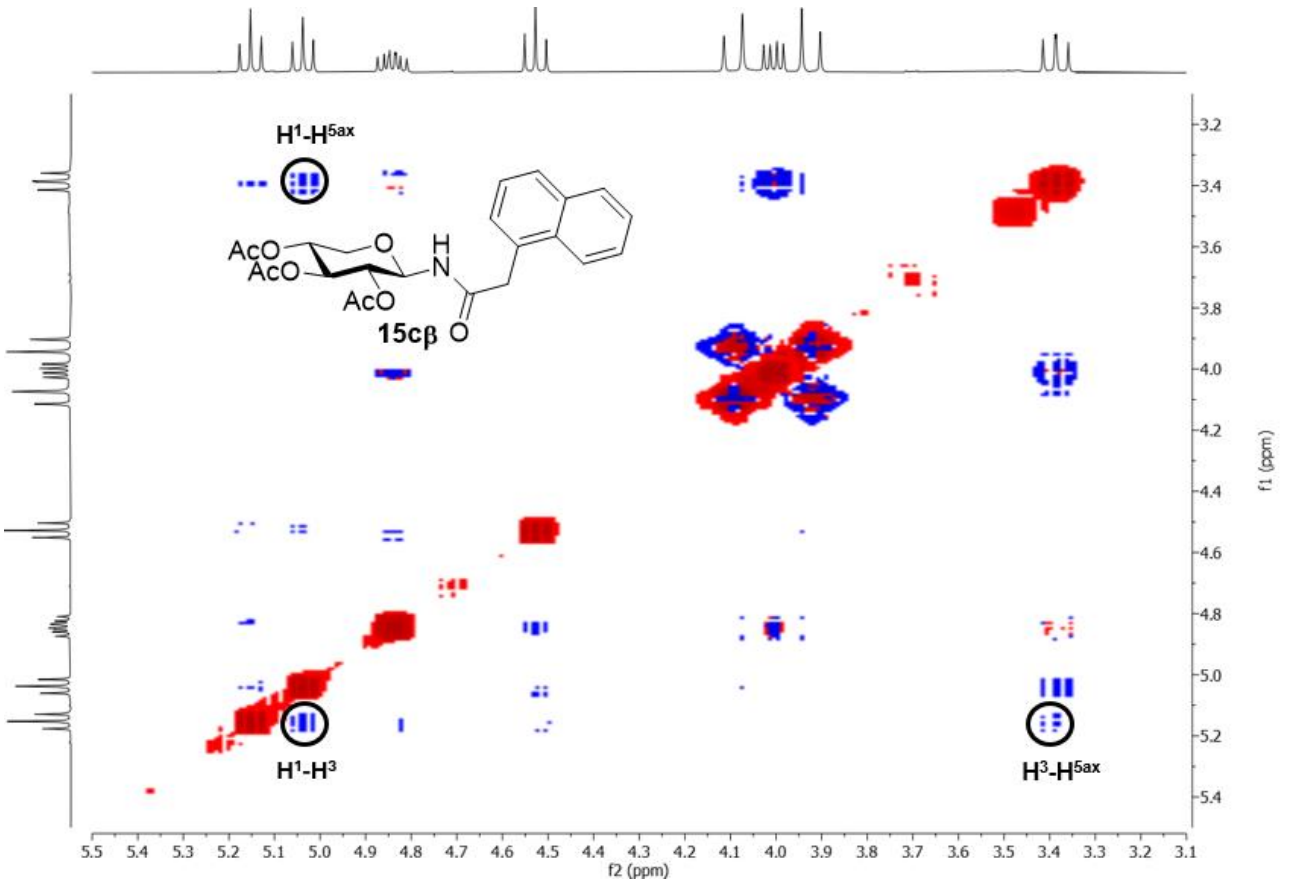 H¹-H⁵ᵃˣ
3.2
3.4
3.6
3.8
4.0
4.2
4.4
4.6
4.8
5.0
5.2
5.4
f1 (ppm)
AcO
AcO
AcO
O
H
N
O
15cβ
H¹-H³
H³-H⁵ᵃˣ
5.5 5.4 5.3 5.2 5.1 5.0 4.9 4.8 4.7 4.6 4.5 4.4 4.3 4.2 4.1 4.0 3.9 3.8 3.7 3.6 3.5 3.4 3.3 3.2 3.1
f2 (ppm)